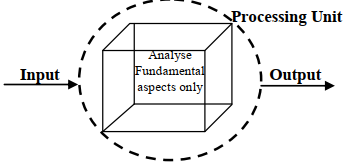 Processing Unit
Analyse
Fundamental
aspects only
Input
Output